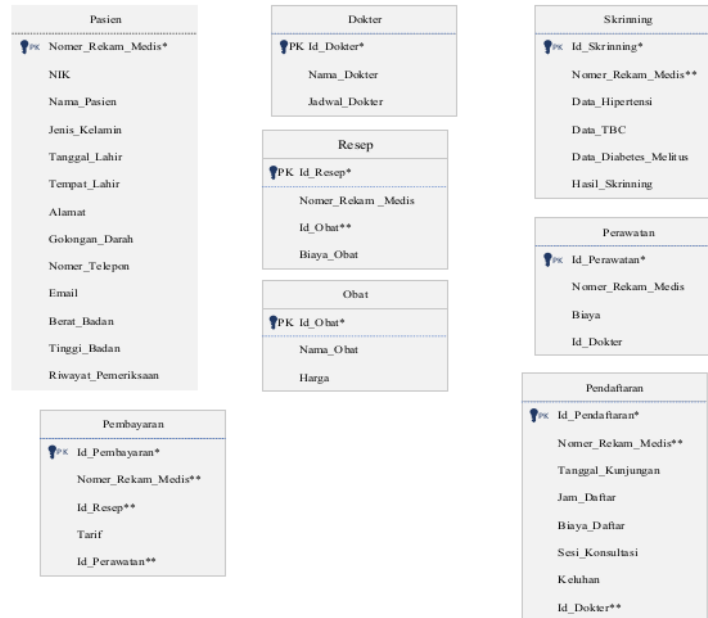 Pasien
PK Nomer_Rekam_Medis*
NIK
Nama_Pasien
Jenis_Kelamin
Tanggal_Lahir
Tempat_Lahir
Alamat
Golongan_Darah
Nomer_Telepon
Email
Berat_Badan
Tinggi_Badan
Riwayat_Pemeriksaan
Pembayaran
PK Id_Pembayaran*
Nomer_Rekam_Medis**
Id_Resep**
Tarif
Id_Perawatan**
Dokter
PK Id_Dokter*
Nama_Dokter
Jadwal_Dokter
Resep
PK Id_Resep*
Nomer_Rekam _Medis
Id_Obat**
Biaya_Obat
Obat
PK Id_Obat*
Nama_Obat
Harga
Skrinning
PK Id_Skrinning*
Nomer_Rekam_Medis**
Data_Hipertensi
Data_TBC
Data_Diabetes_Melitus
Hasil_Skrinning
Perawatan
PK Id_Perawatan*
Nomer_Rekam_Medis
Biaya
Id_Dokter
Pendaftaran
PK Id_Pendaftaran*
Nomer_Rekam_Medis**
Tanggal_Kunjungan
Jam_Daftar
Biaya_Daftar
Sesi_Konsultasi
Keluhan
Id_Dokter**